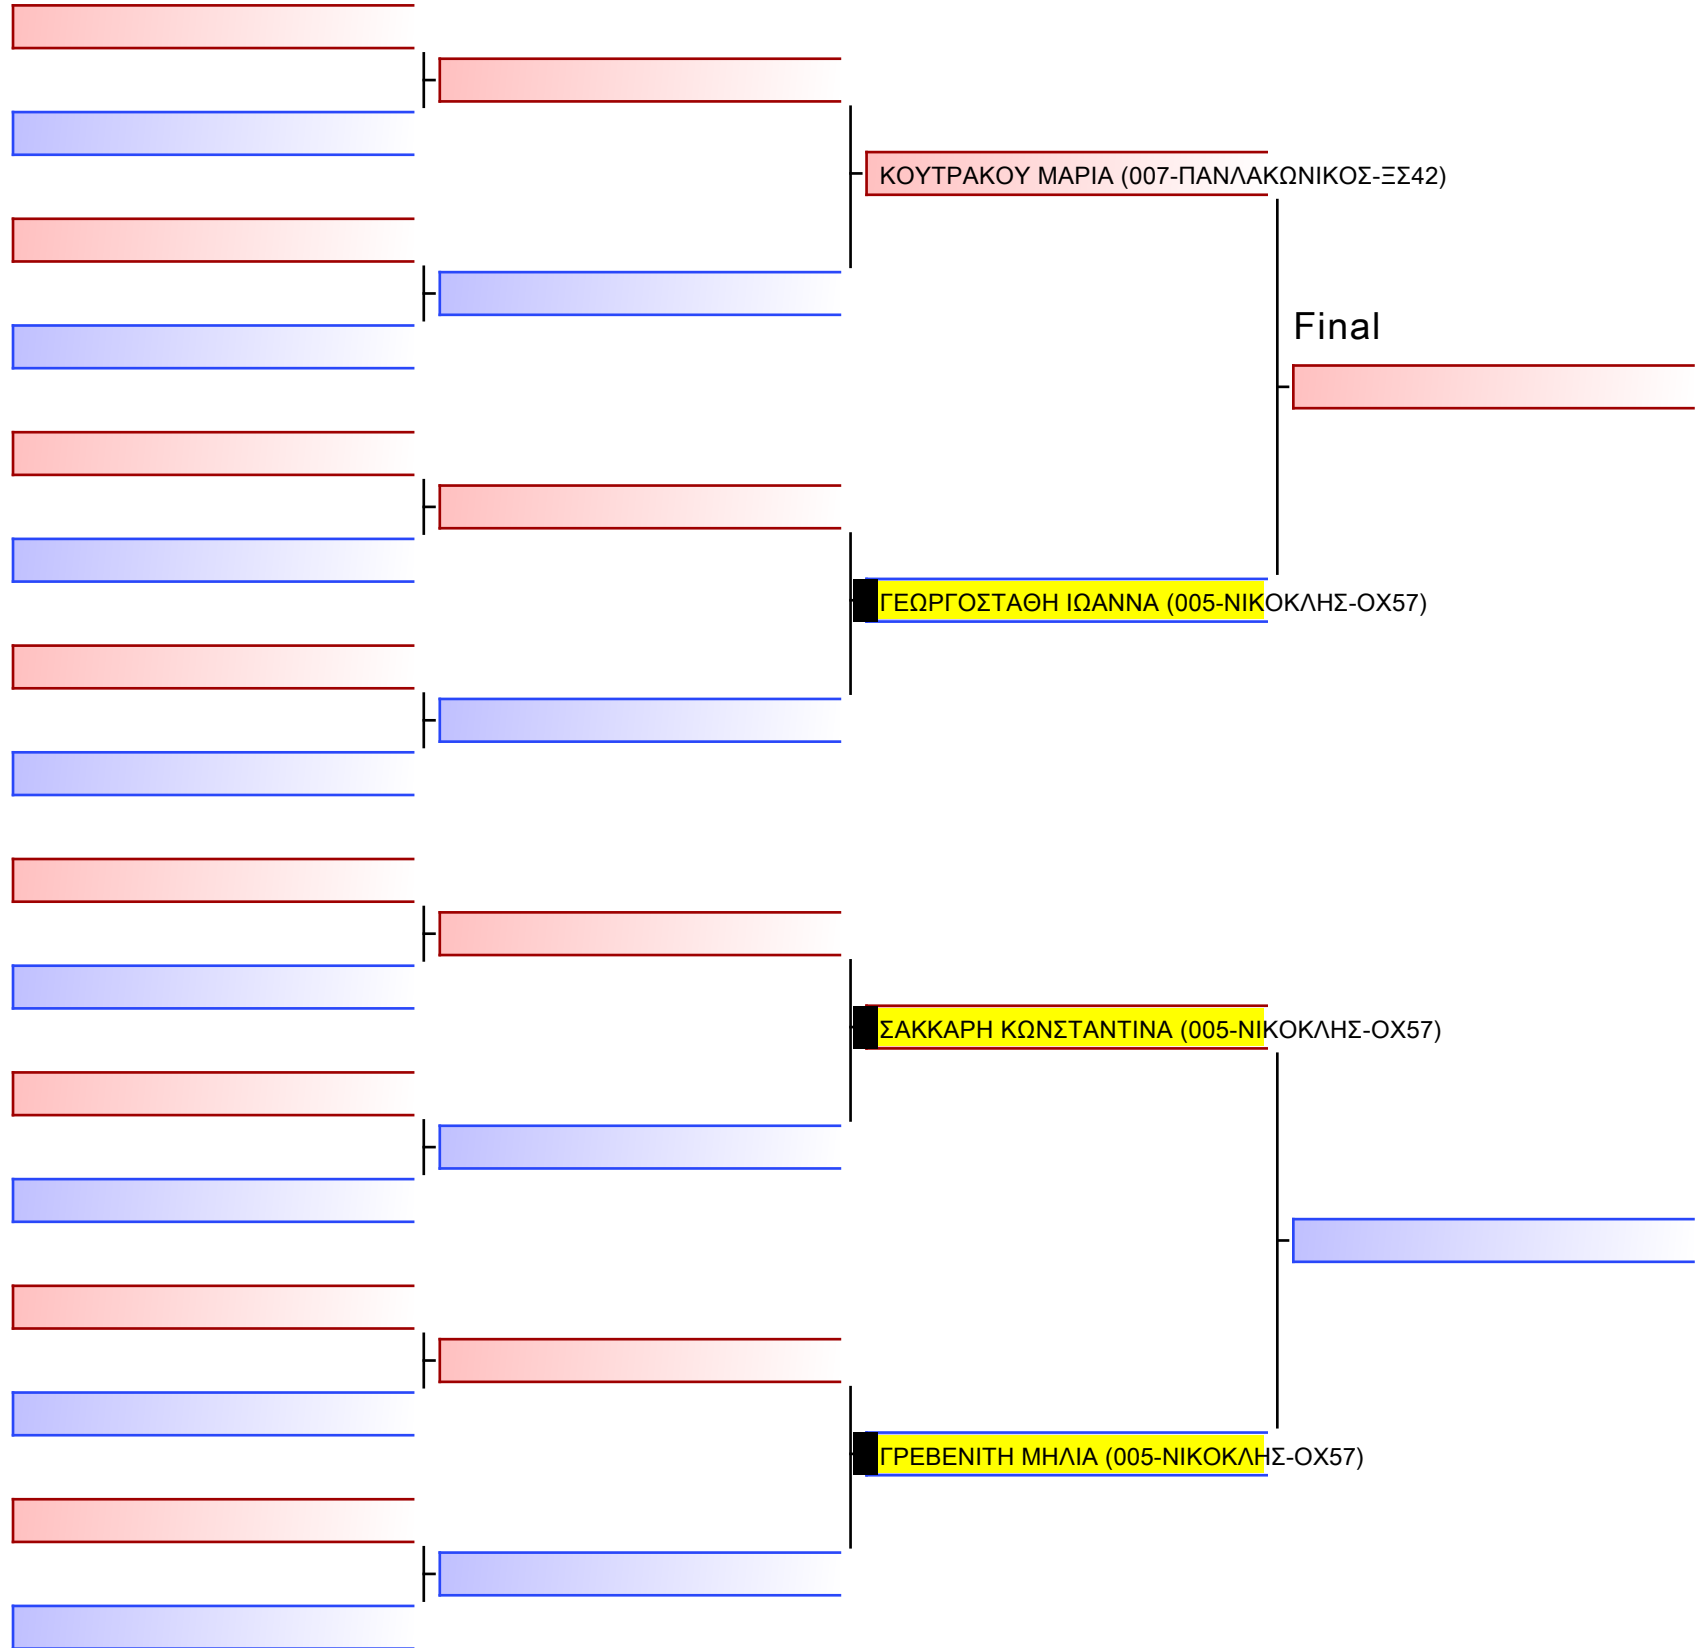 ΚΟΥΤΡΑΚΟΥ ΜΑΡΙΑ (007-ΠΑΝΛΑΚΩΝΙΚΟΣ-ΞΣ42)
Final
ΓΕΩΡΓΟΣΤΑΘΗ ΙΩΑΝΝΑ (005-ΝΙΚΟΚΛΗΣ-ΟΧ57)
ΣΑΚΚΑΡΗ ΚΩΝΣΤΑΝΤΙΝΑ (005-ΝΙΚΟΚΛΗΣ-ΟΧ57)
ΓΡΕΒΕΝΙΤΗ ΜΗΛΙΑ (005-ΝΙΚΟΚΛΗΣ-ΟΧ57)